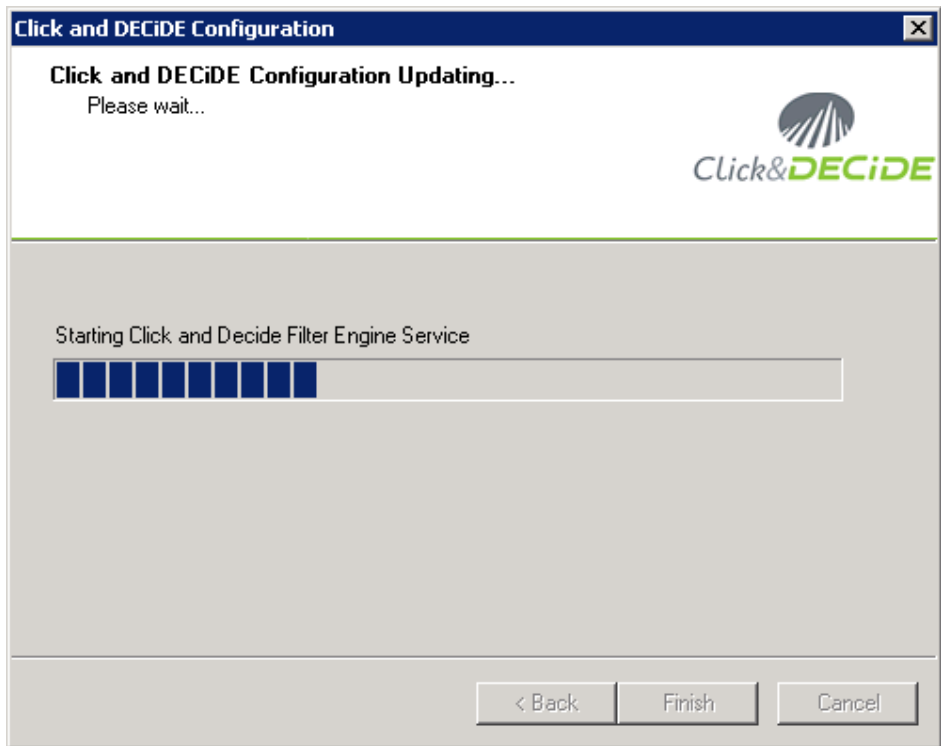 Click and DECiDE Configuration
Click and DECiDE Configuration Updating...
Please wait...
Click&DECiDE
Starting Click and Decide Filter Engine Service
< Back Finish Cancel